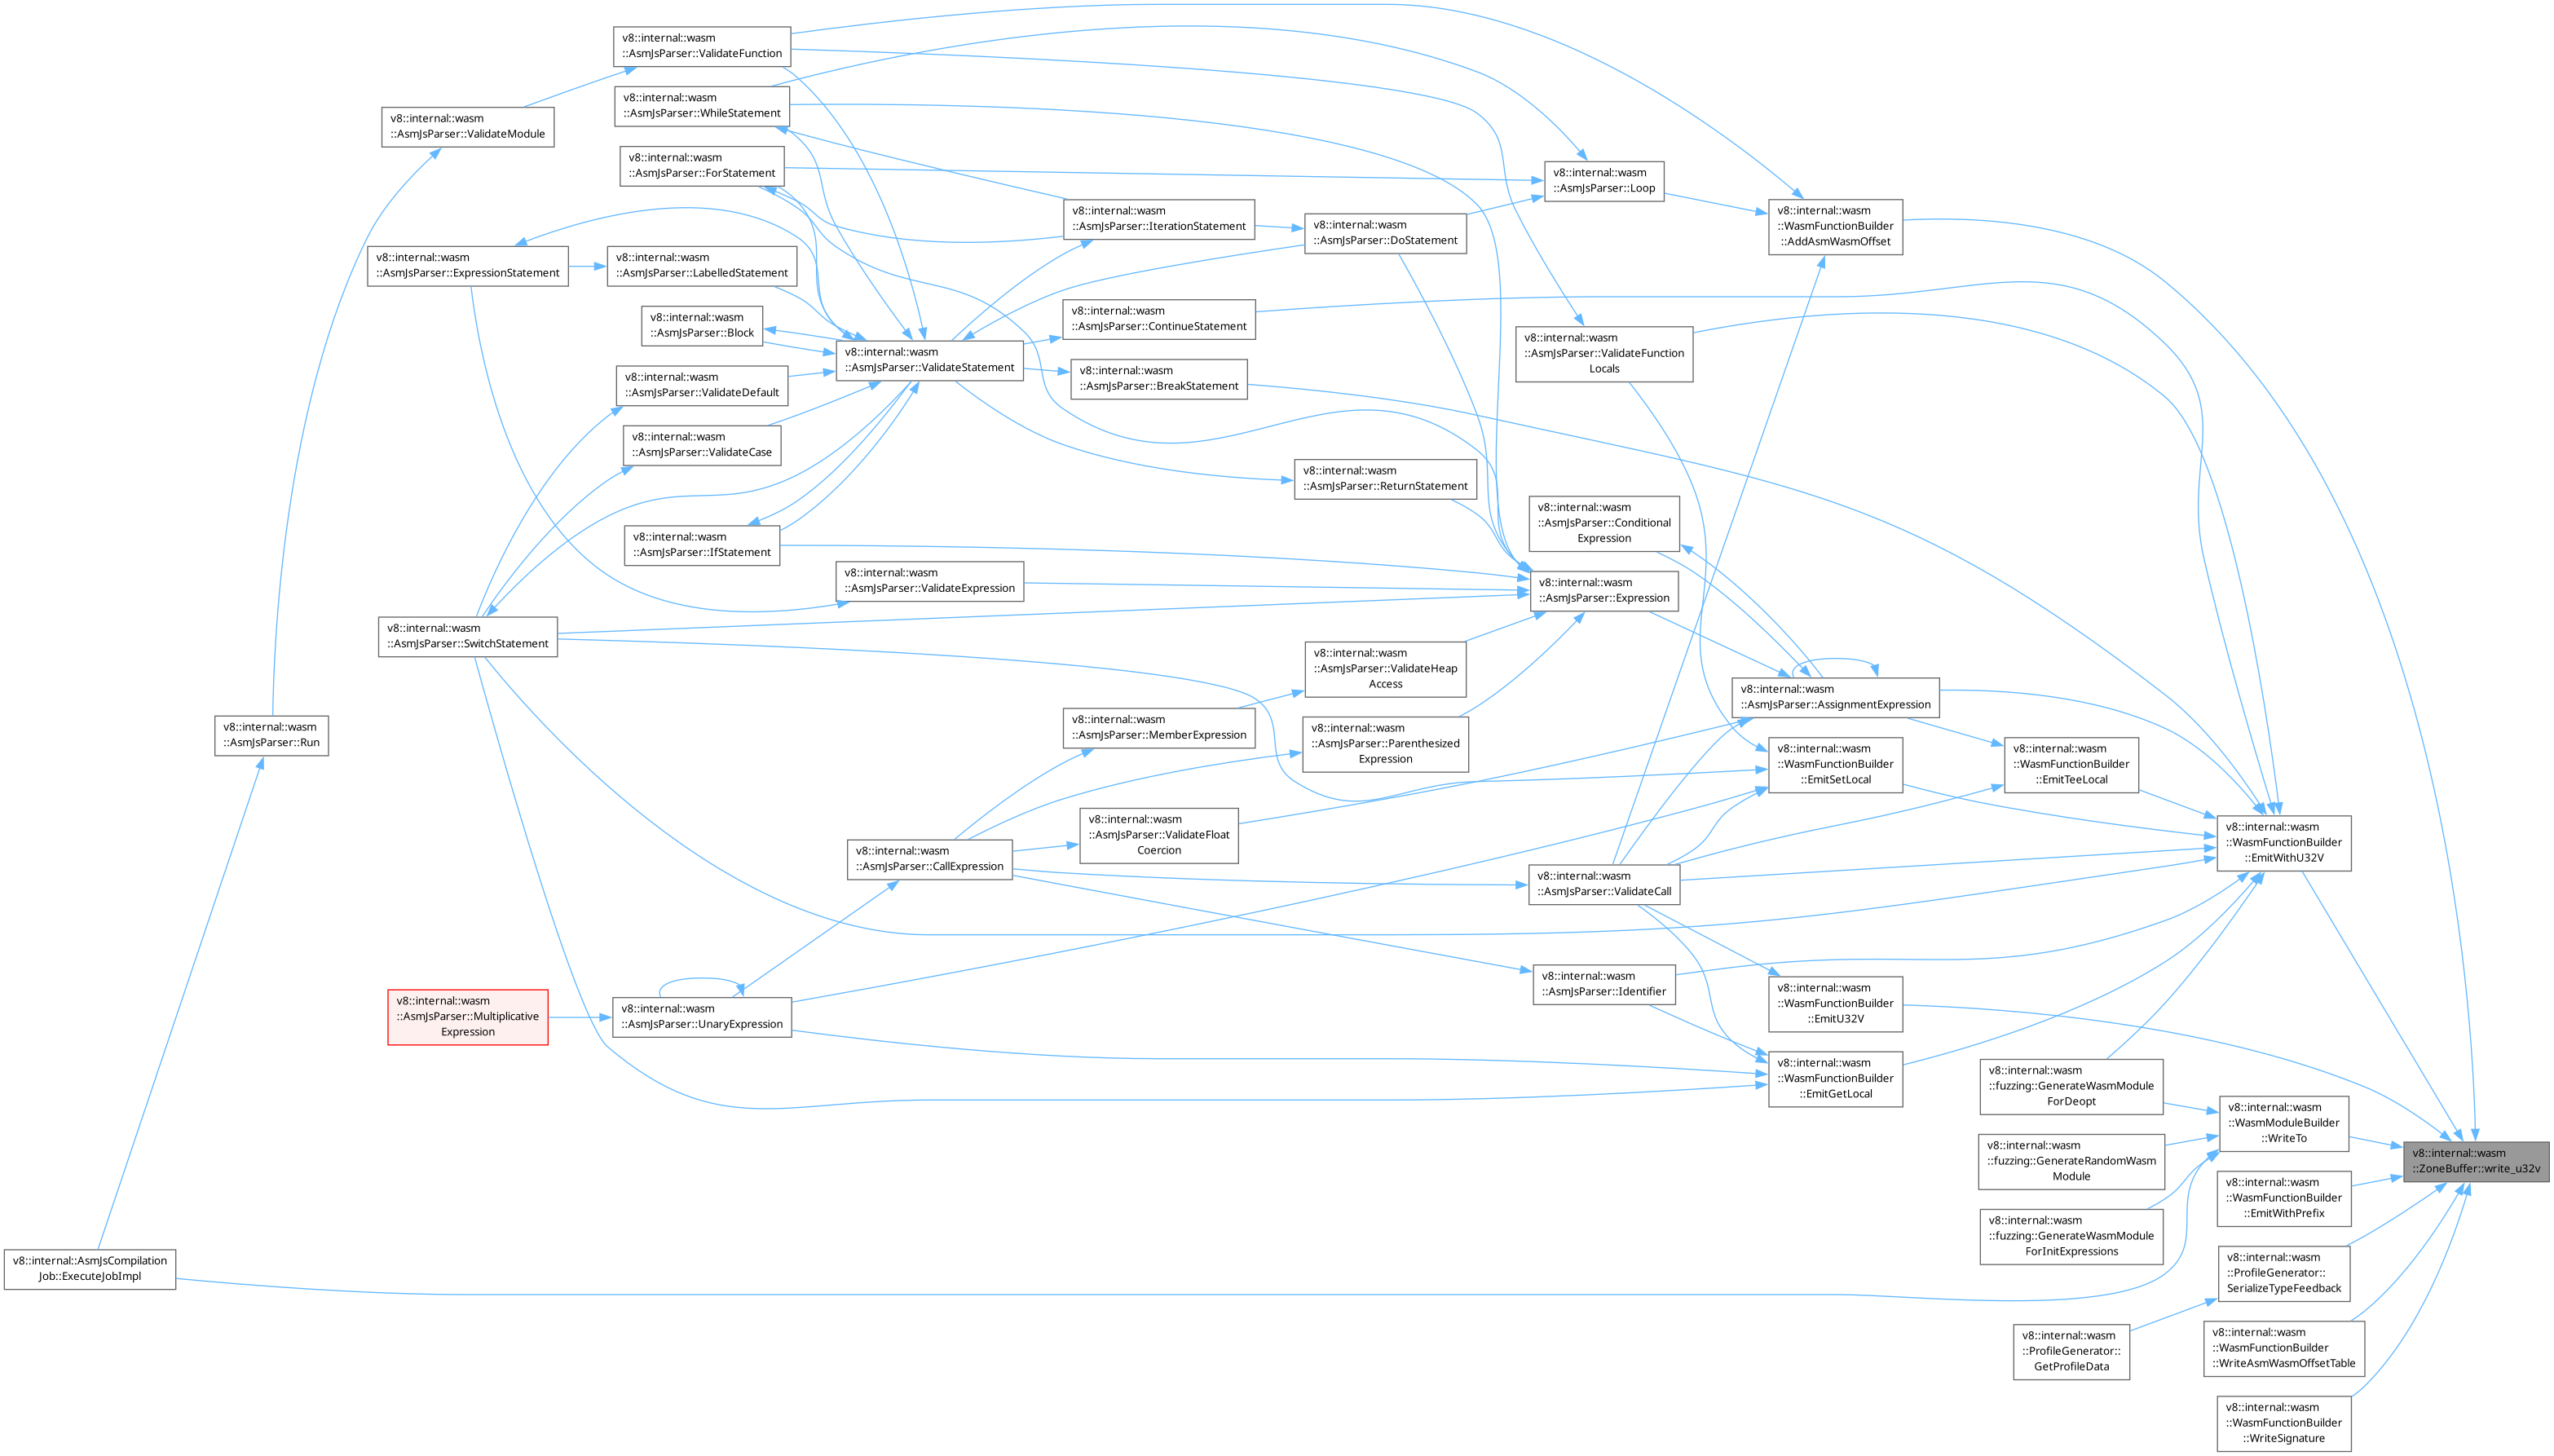 v8::internal::wasm
::AsmJsParser::ValidateFunction
v8::internal::wasm
::AsmJsParser::WhileStatement
v8::internal::wasm
::AsmJsParser::ValidateModule
v8::internal::wasm
::AsmJsParser::ForStatement
v8::internal::wasm
::AsmJsParser::Loop
v8::internal::wasm
::AsmJsParser::IterationStatement
v8::internal::wasm
::WasmFunctionBuilder
::AddAsmWasmOffset
v8::internal::wasm
::AsmJsParser::DoStatement
v8::internal::wasm
::AsmJsParser::ExpressionStatement
v8::internal::wasm
::AsmJsParser::LabelledStatement
v8::internal::wasm
::AsmJsParser::Block
v8::internal::wasm
::AsmJsParser::ContinueStatement
v8::internal::wasm
::AsmJsParser::ValidateFunction
Locals
v8::internal::wasm
::AsmJsParser::ValidateStatement
v8::internal::wasm
::AsmJsParser::ValidateDefault
v8::internal::wasm
::AsmJsParser::BreakStatement
v8::internal::wasm
::AsmJsParser::ValidateCase
v8::internal::wasm
::AsmJsParser::ReturnStatement
v8::internal::wasm
::AsmJsParser::Conditional
Expression
v8::internal::wasm
::AsmJsParser::IfStatement
v8::internal::wasm
::AsmJsParser::ValidateExpression
v8::internal::wasm
::AsmJsParser::Expression
v8::internal::wasm
::AsmJsParser::SwitchStatement
v8::internal::wasm
::AsmJsParser::ValidateHeap
Access
v8::internal::wasm
::AsmJsParser::AssignmentExpression
v8::internal::wasm
::AsmJsParser::Run
v8::internal::wasm
::AsmJsParser::MemberExpression
v8::internal::wasm
::AsmJsParser::Parenthesized
Expression
v8::internal::wasm
::WasmFunctionBuilder
::EmitSetLocal
v8::internal::wasm
::WasmFunctionBuilder
::EmitTeeLocal
v8::internal::wasm
::AsmJsParser::ValidateFloat
Coercion
v8::internal::wasm
::WasmFunctionBuilder
::EmitWithU32V
v8::internal::wasm
::AsmJsParser::CallExpression
v8::internal::wasm
::AsmJsParser::ValidateCall
v8::internal::wasm
::AsmJsParser::Identifier
v8::internal::wasm
::WasmFunctionBuilder
::EmitU32V
v8::internal::wasm
::AsmJsParser::Multiplicative
Expression
v8::internal::wasm
::AsmJsParser::UnaryExpression
v8::internal::wasm
::WasmFunctionBuilder
::EmitGetLocal
v8::internal::wasm
::fuzzing::GenerateWasmModule
ForDeopt
v8::internal::wasm
::WasmModuleBuilder
::WriteTo
v8::internal::wasm
::fuzzing::GenerateRandomWasm
Module
v8::internal::wasm
::ZoneBuffer::write_u32v
v8::internal::wasm
::WasmFunctionBuilder
::EmitWithPrefix
v8::internal::wasm
::fuzzing::GenerateWasmModule
ForInitExpressions
v8::internal::AsmJsCompilation
Job::ExecuteJobImpl
v8::internal::wasm
::ProfileGenerator::
SerializeTypeFeedback
v8::internal::wasm
::ProfileGenerator::
GetProfileData
v8::internal::wasm
::WasmFunctionBuilder
::WriteAsmWasmOffsetTable
v8::internal::wasm
::WasmFunctionBuilder
::WriteSignature